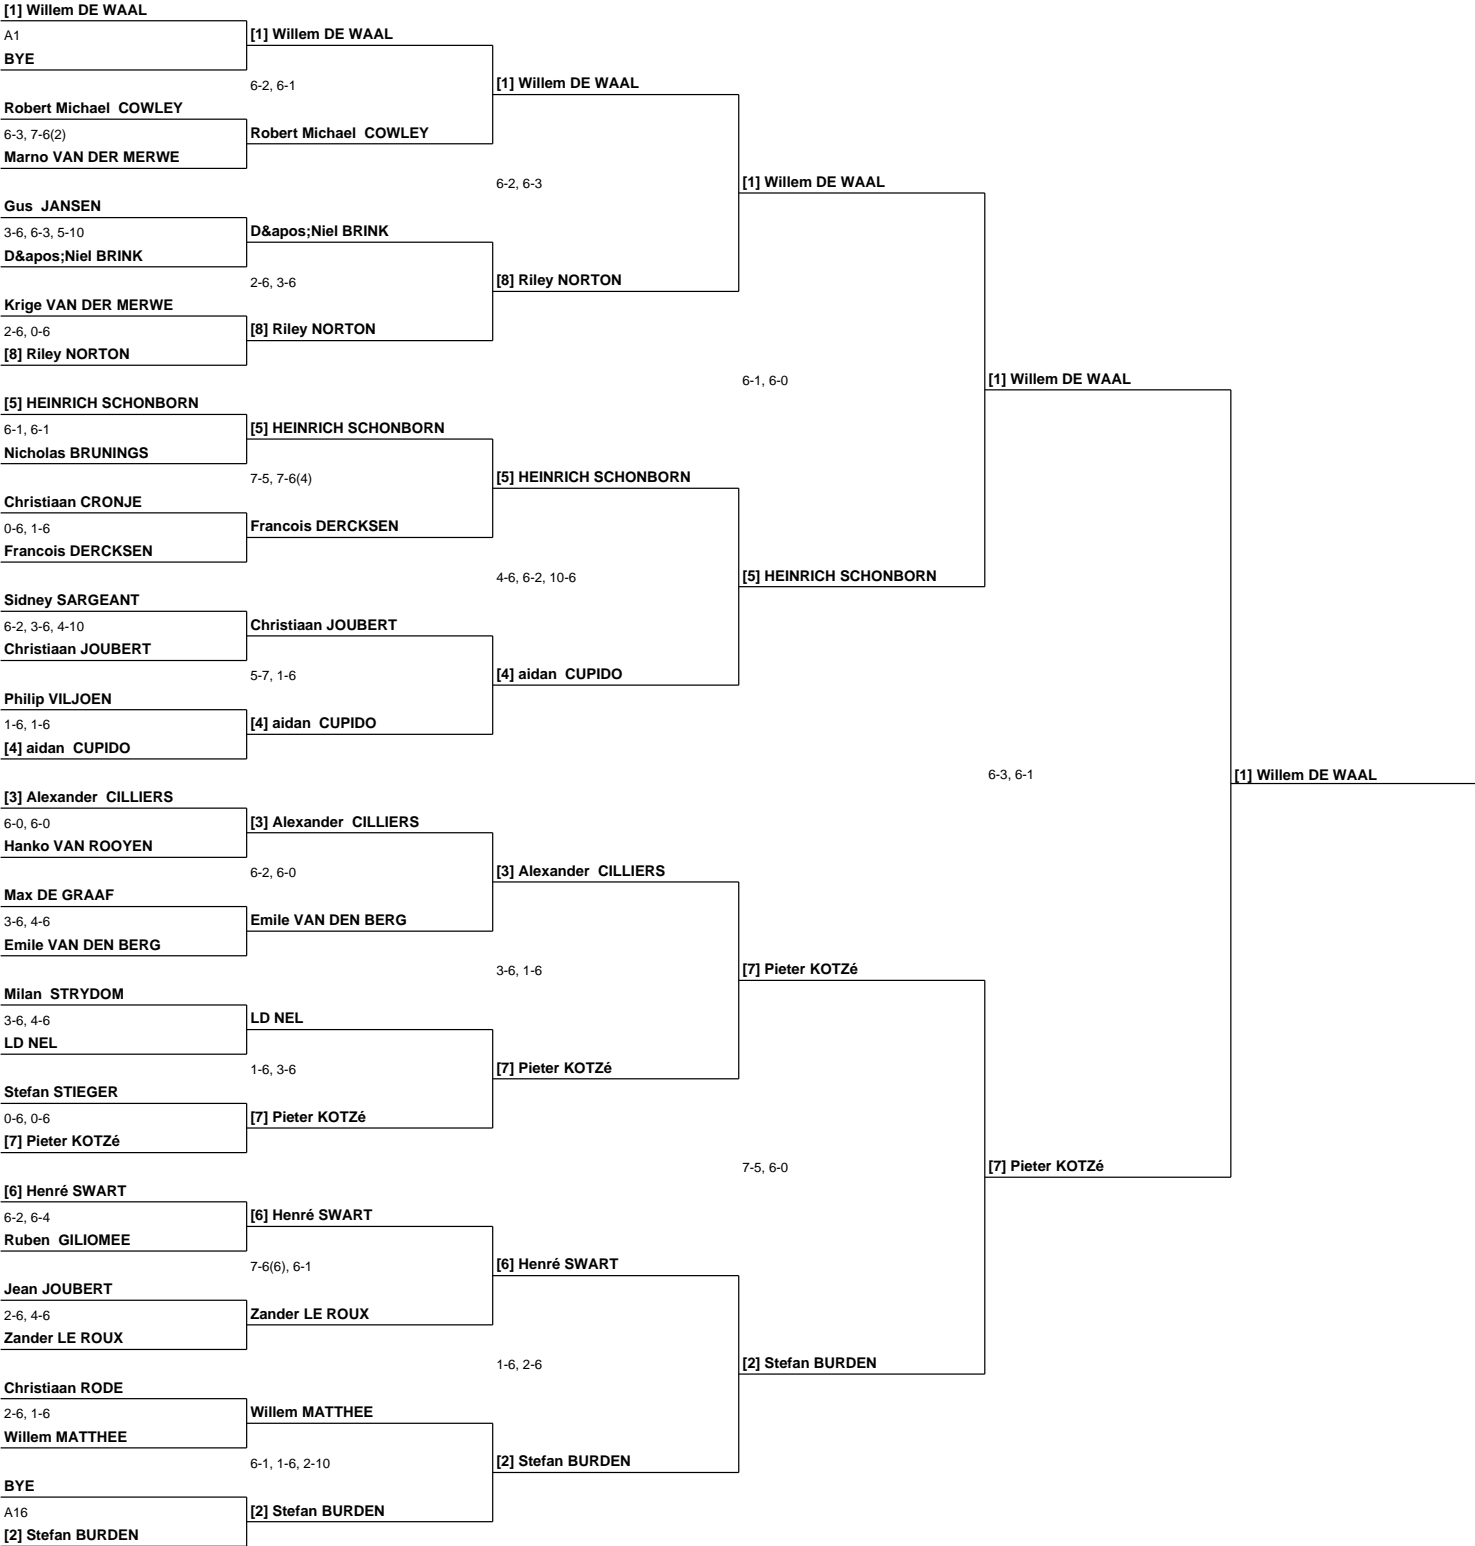 [1] Willem DE WAAL
A1
BYE
Robert Michael  COWLEY
6-3, 7-6(2)
Marno VAN DER MERWE
Gus  JANSEN
3-6, 6-3, 5-10
D&apos;Niel BRINK
Krige VAN DER MERWE
2-6, 0-6
[8] Riley NORTON
[5] HEINRICH SCHONBORN
6-1, 6-1
Nicholas BRUNINGS
Christiaan CRONJE
0-6, 1-6
Francois DERCKSEN
Sidney SARGEANT
6-2, 3-6, 4-10
Christiaan JOUBERT
Philip VILJOEN
1-6, 1-6
[4] aidan  CUPIDO
[3] Alexander  CILLIERS
6-0, 6-0
Hanko VAN ROOYEN
Max DE GRAAF
3-6, 4-6
Emile VAN DEN BERG
Milan  STRYDOM
3-6, 4-6
LD NEL
Stefan STIEGER
0-6, 0-6
[7] Pieter KOTZé
[6] Henré SWART
6-2, 6-4
Ruben  GILIOMEE
Jean JOUBERT
2-6, 4-6
Zander LE ROUX
Christiaan RODE
2-6, 1-6
Willem MATTHEE
BYE
A16
[2] Stefan BURDEN
[1] Willem DE WAAL
6-2, 6-1
Robert Michael  COWLEY
D&apos;Niel BRINK
2-6, 3-6
[8] Riley NORTON
[5] HEINRICH SCHONBORN
7-5, 7-6(4)
Francois DERCKSEN
Christiaan JOUBERT
5-7, 1-6
[4] aidan  CUPIDO
[3] Alexander  CILLIERS
6-2, 6-0
Emile VAN DEN BERG
LD NEL
1-6, 3-6
[7] Pieter KOTZé
[6] Henré SWART
7-6(6), 6-1
Zander LE ROUX
Willem MATTHEE
6-1, 1-6, 2-10
[2] Stefan BURDEN
[1] Willem DE WAAL
6-2, 6-3
[8] Riley NORTON
[5] HEINRICH SCHONBORN
4-6, 6-2, 10-6
[4] aidan  CUPIDO
[3] Alexander  CILLIERS
3-6, 1-6
[7] Pieter KOTZé
[6] Henré SWART
1-6, 2-6
[2] Stefan BURDEN
[1] Willem DE WAAL
6-1, 6-0
[5] HEINRICH SCHONBORN
[7] Pieter KOTZé
7-5, 6-0
[2] Stefan BURDEN
[1] Willem DE WAAL
6-3, 6-1
[7] Pieter KOTZé
[1] Willem DE WAAL